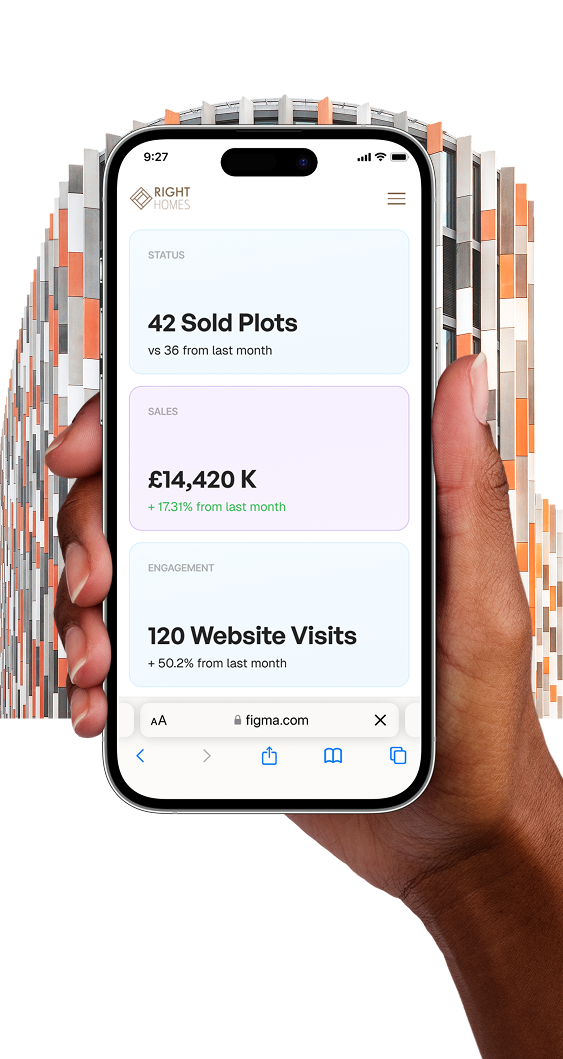 9:27
RIGHT
HOMES
STATUS
42 Sold Plots
vs 36 from last month
SALES
£14,420 K
+ 17.31% from last month
ENGAGEMENT
120 Website Visits
+ 50.2% from last month
AA figma.com